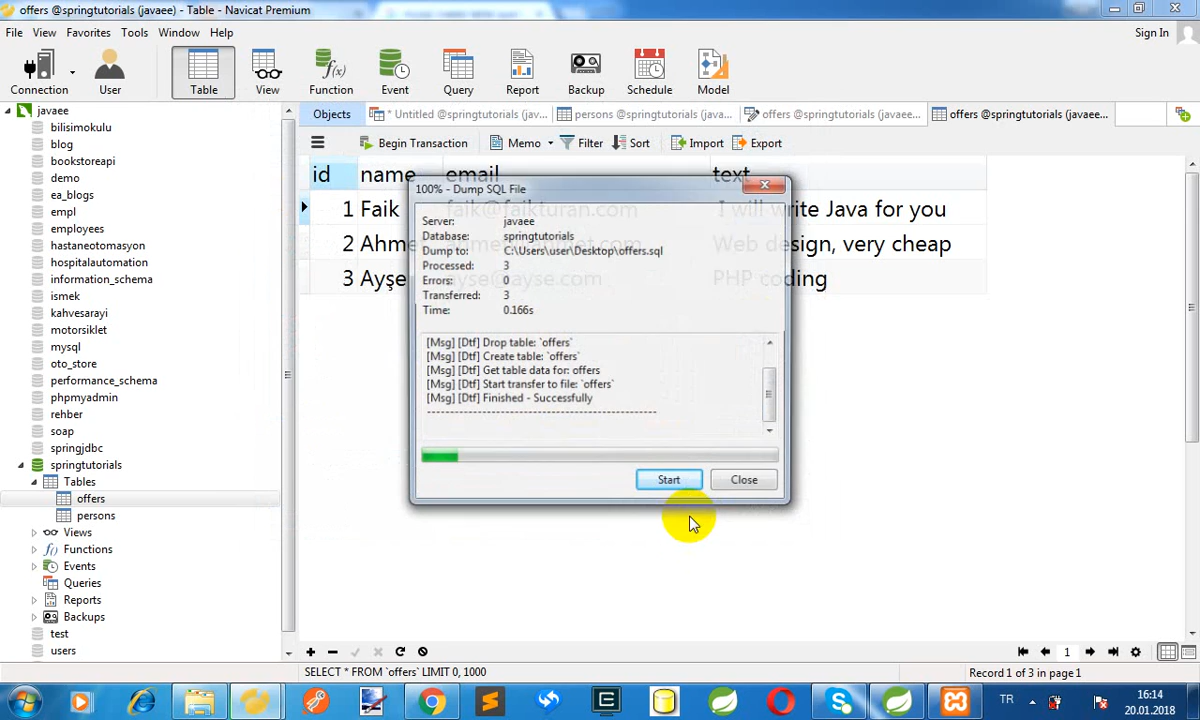 offers @springtutorials (javaee) - Table - Navicat Premium
File View Favorites Tools Window Help Sign In
Connection User Table View Function Event Query Report Backup Schedule Model
f(x)
javaee
bilisimokulu
blog
bookstoreapi
demo
ea_blogs
empl
employees
hastaneotomasyon
hospitalautomation
information_schema
ismek
kahvesarayi
motorsiklet
mysql
oto_store
performance_schema
phpmyadmin
rehber
soap
springjdbc
springtutorials
Tables
offers
persons
Views
Functions
Events
Queries
Reports
Backups
test
users
Objects * Untitled @springtutorials (jav... persons @springtutorials (javaee... offers @springtutorials (javaee... offers @springtutorials (javaee...
Begin Transaction Memo Filter Sort Import Export
id name email text
1 Faik faik@faikturan.com I will write Java for you
2 Ahme Web design, very cheap
3 Ayşe ayse@ayse.com PHP coding
100% - Dump SQL File
Server: javaee
Database: springtutorials
Dump to: C:\Users\user\Desktop\offers.sql
Processed: 3
Errors: 0
Transferred: 3
Time: 0.166s
[Msg] [Dtf] Drop table: `offers`
[Msg] [Dtf] Create table: `offers`
[Msg] [Dtf] Get table data for: offers
[Msg] [Dtf] Start transfer to file: `offers`
[Msg] [Dtf] Finished - Successfully
--------------------------------------------------
Start Close
1
SELECT * FROM `offers` LIMIT 0, 1000 Record 1 of 3 in page 1
TR 16:14
20.01.2018